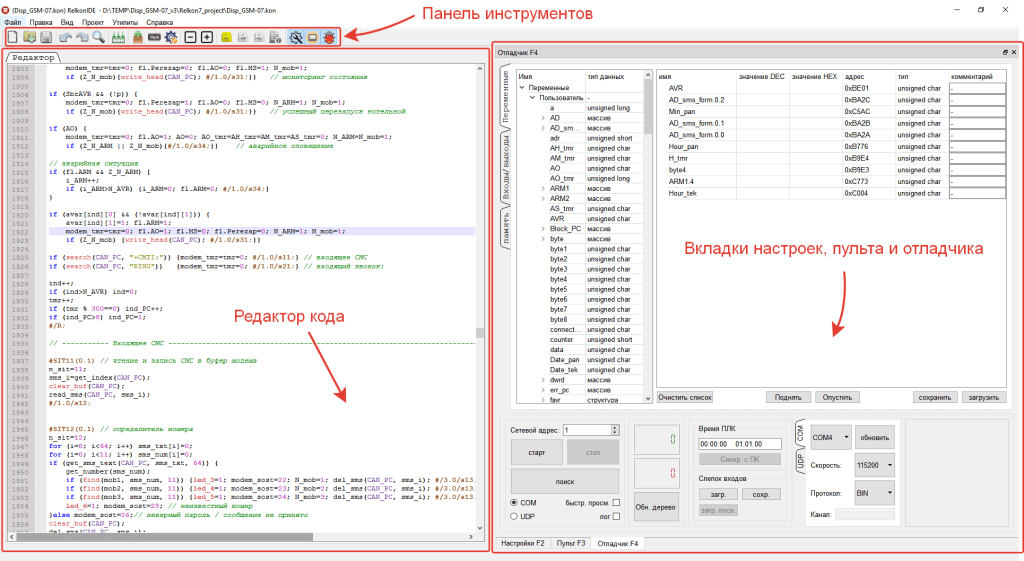 (Disp_GSM-07.kon) RelkonIDE - D:\TEMP\Disp_GSM-07_v3\Relkon7_project\Disp_GSM-07.kon
Файл Правка Вид Проект Утилиты Справка
Панель инструментов
Редактор
1903 modem_tmr=tmr=0; fl.Perezap=0; fl.AO=0; fl.MS=1; N_mob=1;
1904 if (Z_N_mob){write_head(CAN_PC); #/1.0/s31;}} // мониторинг состояния
1905
1906 if (SbrAVR && (!p)) {
1907 modem_tmr=tmr=0; fl.Perezap=1; fl.AO=0; fl.MS=0; N_ARM=1; N_mob=1;
1908 if (Z_N_mob){write_head(CAN_PC); #/1.0/s31;}} // успешный перезапуск котельной
1909
1910 if (AO) {
1911 modem_tmr=tmr=0; fl.AO=1; AO=0; AO_tmr=AH_tmr=AM_tmr=AS_tmr=0; N_ARM=N_mob=1;
1912 if (Z_N_ARM || Z_N_mob){#/1.0/s34;}} // аварийное оповещение
1913
1914 // аварийная ситуация
1915 if (fl.ARM && Z_N_ARM) {
1916 i_ARM++;
1917 if (i_ARM>N_AVR) {i_ARM=0; fl.ARM=0; #/1.0/s34;}
1918 }
1919
1920 if (avar[ind][0] && (!avar[ind][1])) {
1921 avar[ind][1]=1; fl.ARM=1;
1922 modem_tmr=tmr=0; fl.AO=1; fl.MS=0; fl.Perezap=0; N_ARM=1; N_mob=1;
1923 if (Z_N_mob) {write_head(CAN_PC); #/1.0/s31;}}
1924
1925 if (search(CAN_PC, "+CMTI:")) {modem_tmr=tmr=0; #/1.0/s11;} // входящее СМС
1926 if (search(CAN_PC, "RING")) {modem_tmr=tmr=0; #/1.0/s21;} // входящий звонок:
1927
1928 ind++;
1929 if (ind>N_AVR) ind=0;
1930 tmr++;
1931 if (tmr % 300==0) ind_PC++;
1932 if (ind_PC>8) ind_PC=1;
1933 #/R;
1934
1935 // ----------- Входящее СМС
1936
1937 #SIT11(0.1) // чтение и запись СМС в буфер модема
1938 n_sit=11;
1939 sms_i=get_index(CAN_PC);
1940 clear_buf(CAN_PC);
1941 read_sms(CAN_PC, sms_i);
1942 #/1.0/s12;
1943
1944
1945 #SIT12(0.1) // определитель номера
1946 n_sit=12;
1947 for (i=0; i<64; i++) sms_txt[i]=0;
1948 for (i=0; i<11; i++) sms_num[i]=0;
1949 if (get_sms_text(CAN_PC, sms_txt, 64)) {
1950 get_number(sms_num);
1951 if (find(mob1, sms_num, 11)) {led_3=1; modem_sost=22; N_mob=1; del_sms(CAN_PC, sms_i); #/3.0/s13.
1952 if (find(mob2, sms_num, 11)) {led_4=1; modem_sost=23; N_mob=2; del_sms(CAN_PC, sms_i); #/3.0/s13.
1953 if (find(mob3, sms_num, 11)) {led_5=1; modem_sost=24; N_mob=3; del_sms(CAN_PC, sms_i); #/3.0/s13.
1954 led_6=1; modem_sost=25; // неизвестный номер
1955 }else modem_sost=26;// неверный пароль / сообщение не принято
1956 clear_buf(CAN_PC);
Редактор кода
Отладчик F4
Переменные
Входы/выходы
память
Имя тип данных
Переменные
Пользователь -
a unsigned long
AD массив
AD_sm... массив
adr unsigned short
AH_tmr unsigned char
AM_tmr unsigned char
AO unsigned char
AO_tmr unsigned long
ARM1 массив
ARM2 массив
AS_tmr unsigned char
AVR unsigned char
Block_PC массив
byte массив
byte1 unsigned char
byte2 unsigned char
byte3 unsigned char
byte4 unsigned char
byte5 unsigned char
byte6 unsigned char
byte7 unsigned char
byte8 unsigned char
connect... unsigned char
counter unsigned short
data unsigned char
Date_pan unsigned char
Date_tek unsigned char
dwrd массив
err_pc массив
favr структура
имя значение DEC значение HEX адрес тип комментарий
AVR 0xBE01 unsigned char -
AD_sms_form.0.2 0xBA2C unsigned char -
Min_pan 0xC5AC unsigned char -
AD_sms_form.0.1 0xBA2B unsigned char -
AD_sms_form.0.0 0xBA2A unsigned char -
Hour_pan 0xB776 unsigned char -
H_tmr 0xB9E4 unsigned char -
byte4 0xB9E3 unsigned char -
ARM1.4 0xC773 unsigned char -
Hour_tek 0xC004 unsigned char -
Вкладки настроек, пульта и отладчика
Очистить список Поднять Опустить сохранить загрузить
Сетевой адрес: 1
старт стоп
поиск
COM быстр. просм.
UDP лог
0
0
Обн. дерево
Время ПЛК
00:00:00 01.01.00
Синхр. с ПК
Слепок входов
загр. сохр.
загр. посл.
COM
UDP
COM4 обновить
Скорость: 115200
Протокол: BIN
Канал:
Настройки F2 Пульт F3 Отладчик F4